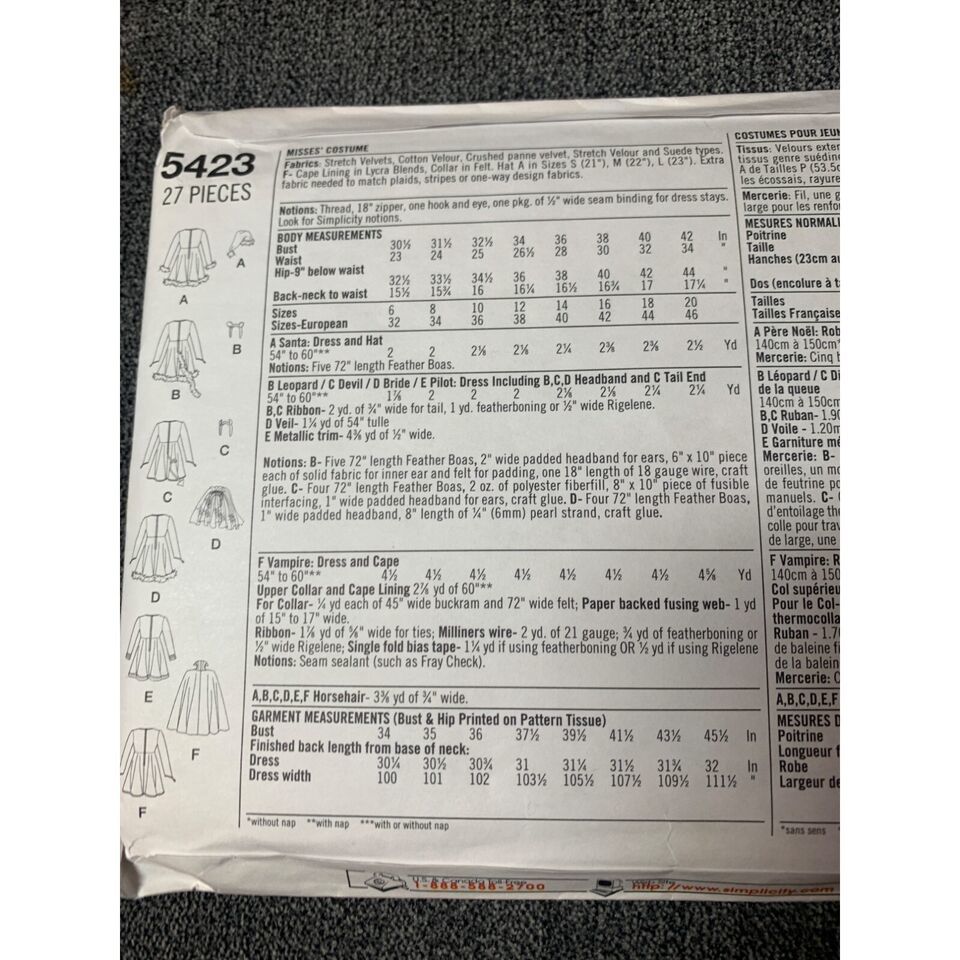 5423
27 PIECES
A
A
B
B
C
C
D
D
E
F
F
MISSES' COSTUME
Fabrics: Stretch Velvets, Cotton Velour, Crushed panne velvet, Stretch Velour and Suede types.
F- Cape Lining in Lycra Blends, Collar in Felt. Hat A in Sizes S (21"), M (22"), L (23"). Extra
fabric needed to match plaids, stripes or one-way design fabrics.
Notions: Thread, 18" zipper, one hook and eye, one pkg. of ½" wide seam binding for dress stays.
Look for Simplicity notions.
BODY MEASUREMENTS
Bust 30½ 31½ 32½ 34 36 38 40 42 In
Waist 23 24 25 26½ 28 30 32 34 "
Hip-9" below waist
32½ 33½ 34½ 36 38 40 42 44 "
Back-neck to waist 15½ 15¾ 16 16¼ 16½ 16¾ 17 17¼ "
Sizes 6 8 10 12 14 16 18 20
Sizes-European 32 34 36 38 40 42 44 46
A Santa: Dress and Hat
54" to 60"** 2 2 2⅛ 2⅛ 2¼ 2⅜ 2⅜ 2½ Yd
Notions: Five 72" length Feather Boas.
B Leopard / C Devil / D Bride / E Pilot: Dress Including B,C,D Headband and C Tail End
54" to 60"** 1⅞ 2 2 2 2⅛ 2⅛ 2¼ 2¼ Yd
B,C Ribbon- 2 yd. of ¾" wide for tail, 1 yd. featherboning or ½" wide Rigelene.
D Veil- 1¼ yd of 54" tulle
E Metallic trim- 4⅜ yd of ½" wide.
Notions: B- Five 72" length Feather Boas, 2" wide padded headband for ears, 6" x 10" piece
each of solid fabric for inner ear and felt for padding, one 18" length of 18 gauge wire, craft
glue. C- Four 72" length Feather Boas, 2 oz. of polyester fiberfill, 8" x 10" piece of fusible
interfacing, 1" wide padded headband for ears, craft glue. D- Four 72" length Feather Boas,
1" wide padded headband, 8" length of ¼" (6mm) pearl strand, craft glue.
F Vampire: Dress and Cape
54" to 60"** 4½ 4½ 4½ 4½ 4½ 4½ 4½ 4⅝ Yd
Upper Collar and Cape Lining 2⅞ yd of 60"**
For Collar- ¼ yd each of 45" wide buckram and 72" wide felt; Paper backed fusing web- 1 yd
of 15" to 17" wide.
Ribbon- 1⅞ yd of ⅝" wide for ties; Milliners wire- 2 yd. of 21 gauge; ¾ yd of featherboning or
½" wide Rigelene; Single fold bias tape- 1¼ yd if using featherboning OR ½ yd if using Rigelene
Notions: Seam sealant (such as Fray Check).
A,B,C,D,E,F Horsehair- 3⅜ yd of ¾" wide.
GARMENT MEASUREMENTS (Bust & Hip Printed on Pattern Tissue)
Bust 34 35 36 37½ 39½ 41½ 43½ 45½ In
Finished back length from base of neck:
Dress 30¼ 30½ 30¾ 31 31¼ 31½ 31¾ 32 In
Dress width 100 101 102 103½ 105½ 107½ 109½ 111½ "
*without nap **with nap ***with or without nap
COSTUMES POUR JEUN
Tissus: Velours exter
tissus genre suédine
A de Tailles P (53.5c
les écossais, rayure
Mercerie: Fil, une g
large pour les renfor
MESURES NORMALI
Poitrine
Taille
Hanches (23cm au
Dos (encolure à t
Tailles
Tailles Française
A Père Noël: Rob
140cm à 150cm*
Mercerie: Cinq b
B Léopard / C Di
de la queue
140cm à 150cm
B,C Ruban- 1.90
D Voile - 1.20m
E Garniture mé
Mercerie: B-
oreilles, un mo
de feutrine po
manuels. C-
d'entoilage the
colle pour trav
de large, une
F Vampire: R
140cm à 150
Col supérieu
Pour le Col-
thermocolla
Ruban - 1.70
de baleine fi
de la balein
Mercerie: C
A,B,C,D,E,F
MESURES D
Poitrine
Longueur f
Robe
Largeur de
*sans sens
U.S. & Canada Toll-Free
1-888-588-2700
Web Site
http://www.simplicity.com